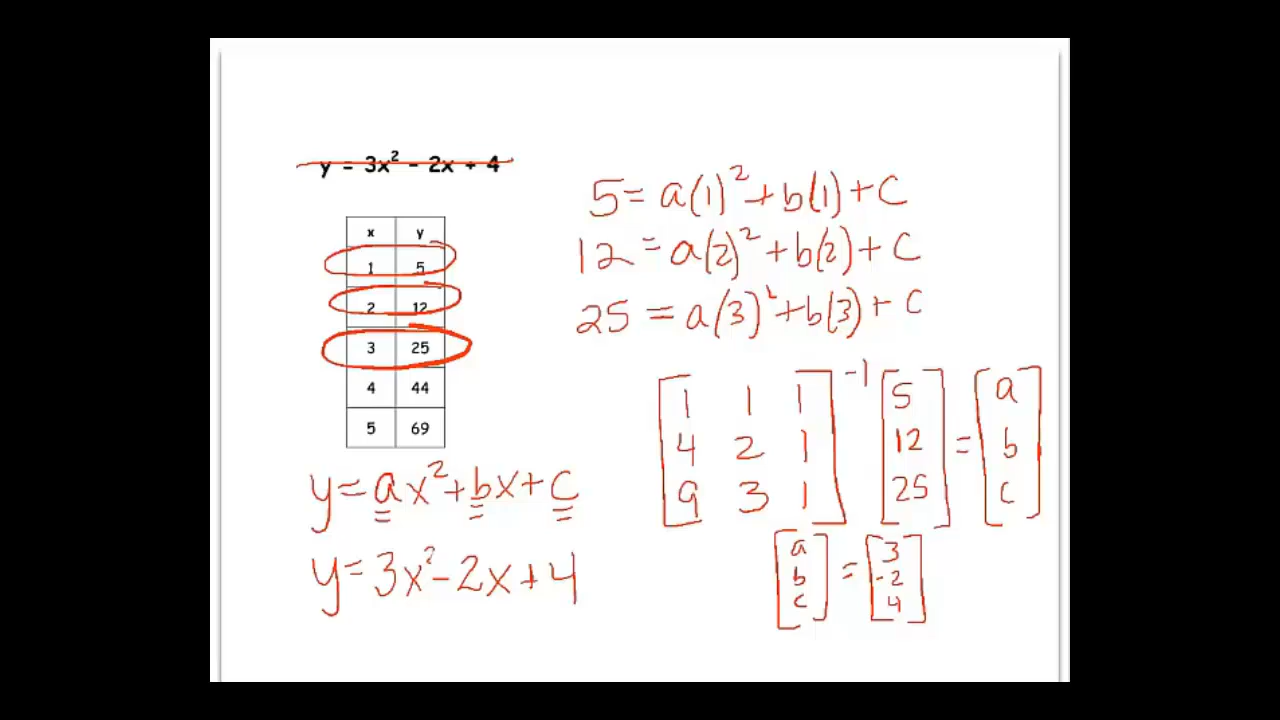 y = 3x² - 2x + 4
x y
1 5
2 12
3 25
4 44
5 69
y = ax² + bx + c
y = 3x² - 2x + 4
5 = a(1)² + b(1) + c
12 = a(2)² + b(2) + c
25 = a(3)² + b(3) + c
[1 1 1] -1 [5] [a]
[4 2 1] [12] = [b]
[9 3 1] [25] [c]
[a] [3]
[b] = [-2]
[c] [4]